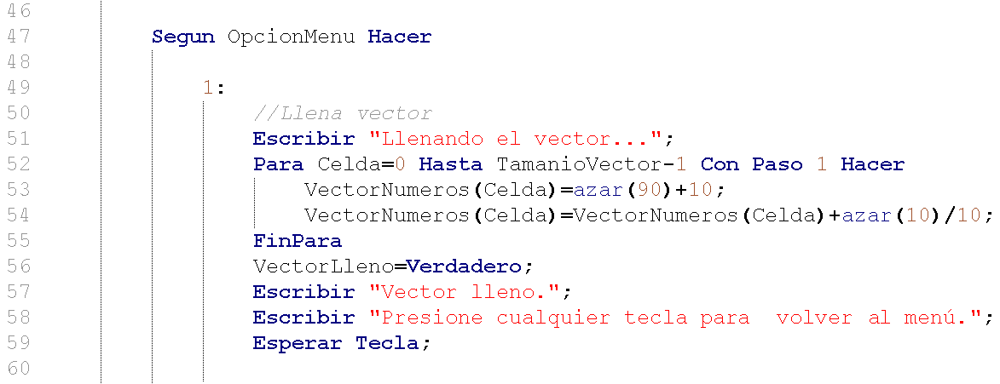 46
47 Segun OpcionMenu Hacer
48
49 1:
50 //Llena vector
51 Escribir "Llenando el vector...";
52 Para Celda=0 Hasta TamanioVector-1 Con Paso 1 Hacer
53 VectorNumeros(Celda)=azar(90)+10;
54 VectorNumeros(Celda)=VectorNumeros(Celda)+azar(10)/10;
55 FinPara
56 VectorLleno=Verdadero;
57 Escribir "Vector lleno.";
58 Escribir "Presione cualquier tecla para  volver al menú.";
59 Esperar Tecla;
60